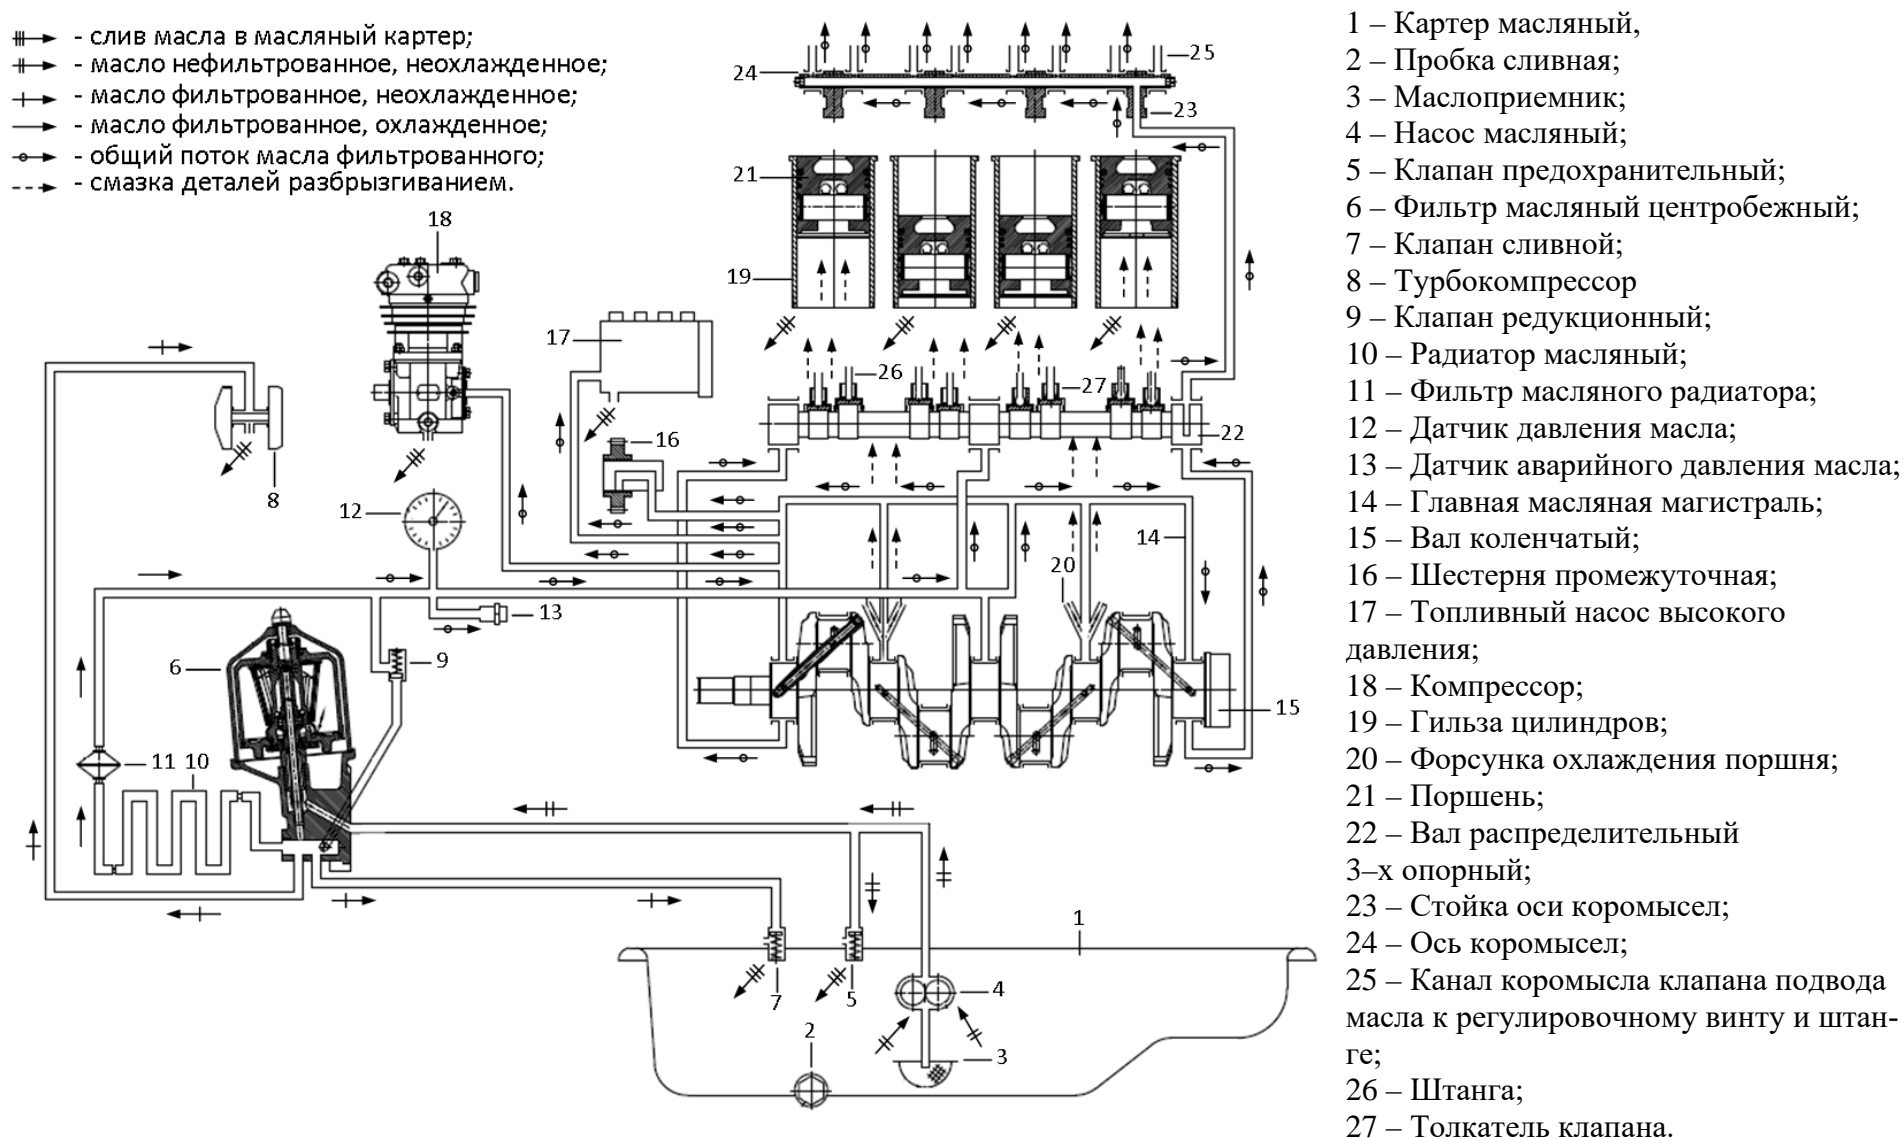 - слив масла в масляный картер;
- масло нефильтрованное, неохлажденное;
- масло фильтрованное, неохлажденное;
- масло фильтрованное, охлажденное;
- общий поток масла фильтрованного;
- смазка деталей разбрызгиванием.
24
25
23
21
18
19
17
26
27
16
22
8
12
14
20
13
6
9
15
11
10
1
7
5
4
2
3
1 – Картер масляный,
2 – Пробка сливная;
3 – Маслоприемник;
4 – Насос масляный;
5 – Клапан предохранительный;
6 – Фильтр масляный центробежный;
7 – Клапан сливной;
8 – Турбокомпрессор
9 – Клапан редукционный;
10 – Радиатор масляный;
11 – Фильтр масляного радиатора;
12 – Датчик давления масла;
13 – Датчик аварийного давления масла;
14 – Главная масляная магистраль;
15 – Вал коленчатый;
16 – Шестерня промежуточная;
17 – Топливный насос высокого
давления;
18 – Компрессор;
19 – Гильза цилиндров;
20 – Форсунка охлаждения поршня;
21 – Поршень;
22 – Вал распределительный
3–х опорный;
23 – Стойка оси коромысел;
24 – Ось коромысел;
25 – Канал коромысла клапана подвода
масла к регулировочному винту и штан-
ге;
26 – Штанга;
27 – Толкатель клапана.